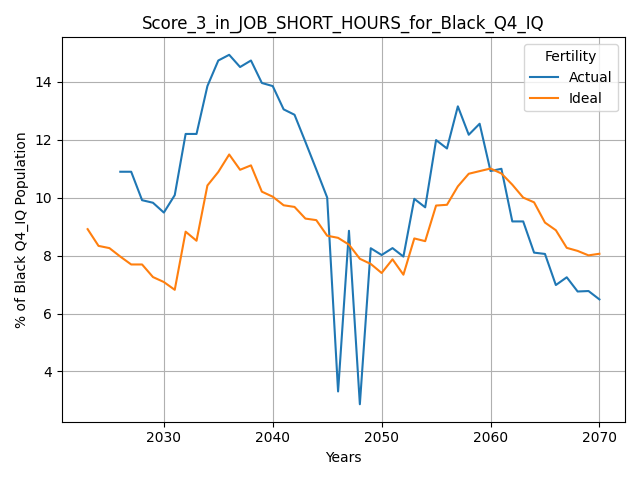 Score_3_in_JOB_SHORT_HOURS_for_Black_Q4_IQ
Fertility
Actual
Ideal
% of Black Q4_IQ Population
14
12
10
8
6
4
2030 2040 2050 2060 2070
Years